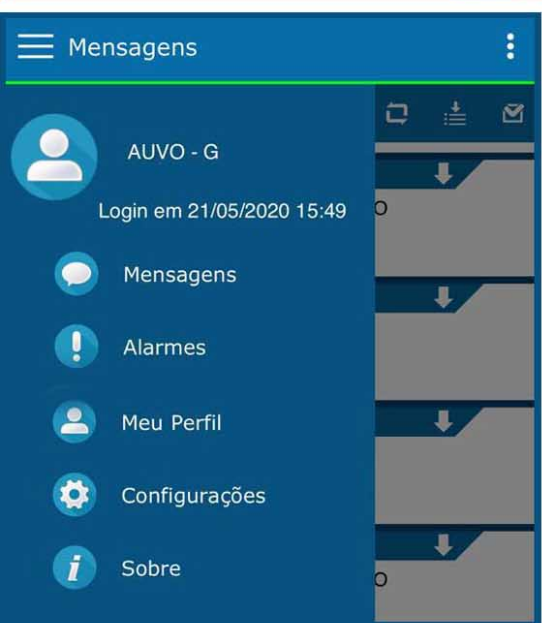 Mensagens
AUVO - G
Login em 21/05/2020 15:49
O
Mensagens
Alarmes
Meu Perfil
Configurações
Sobre
O